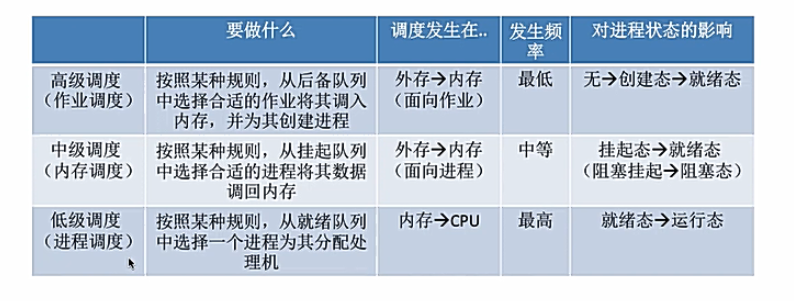 要做什么
调度发生在..
发生频
率
对进程状态的影响
高级调度
（作业调度）
按照某种规则，从后备队列
中选择合适的作业将其调入
内存，并为其创建进程
外存→内存
（面向作业）
最低
无→创建态→就绪态
中级调度
（内存调度）
按照某种规则，从挂起队列
中选择合适的进程将其数据
调回内存
外存→内存
（面向进程）
中等
挂起态→就绪态
（阻塞挂起→阻塞态）
低级调度
（进程调度）
按照某种规则，从就绪队列
中选择一个进程为其分配处
理机
内存→CPU
最高
就绪态→运行态